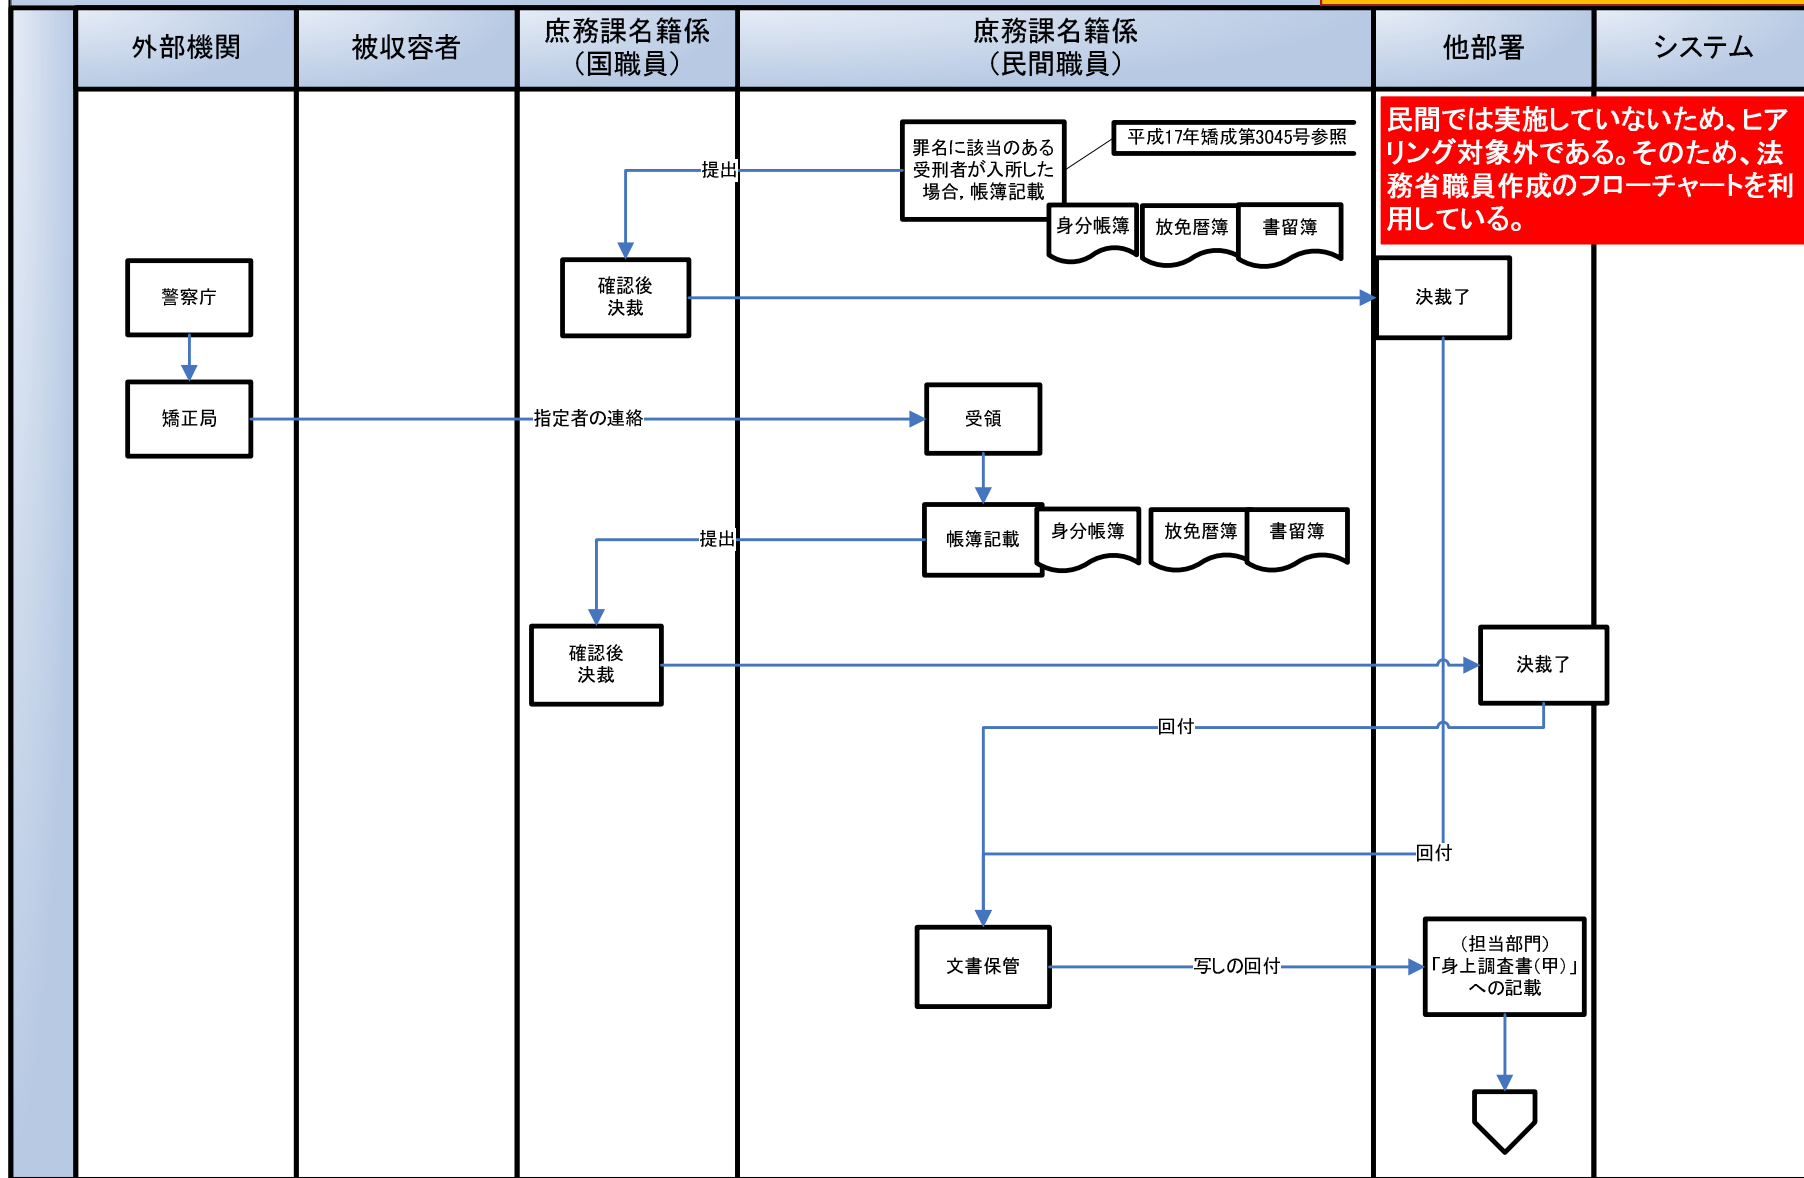 外部機関
被収容者
庶務課名籍係
（国職員）
庶務課名籍係
（民間職員）
他部署
システム
民間では実施していないため、ヒア
リング対象外である。そのため、法
務省職員作成のフローチャートを利
用している。
罪名に該当のある
受刑者が入所した
場合，帳簿記載
平成17年矯成第3045号参照
提出
身分帳簿
放免暦簿
書留簿
警察庁
確認後
決裁
決裁了
矯正局
指定者の連絡
受領
提出
帳簿記載
身分帳簿
放免暦簿
書留簿
確認後
決裁
決裁了
回付
回付
文書保管
写しの回付
（担当部門）
「身上調査書（甲）」
への記載